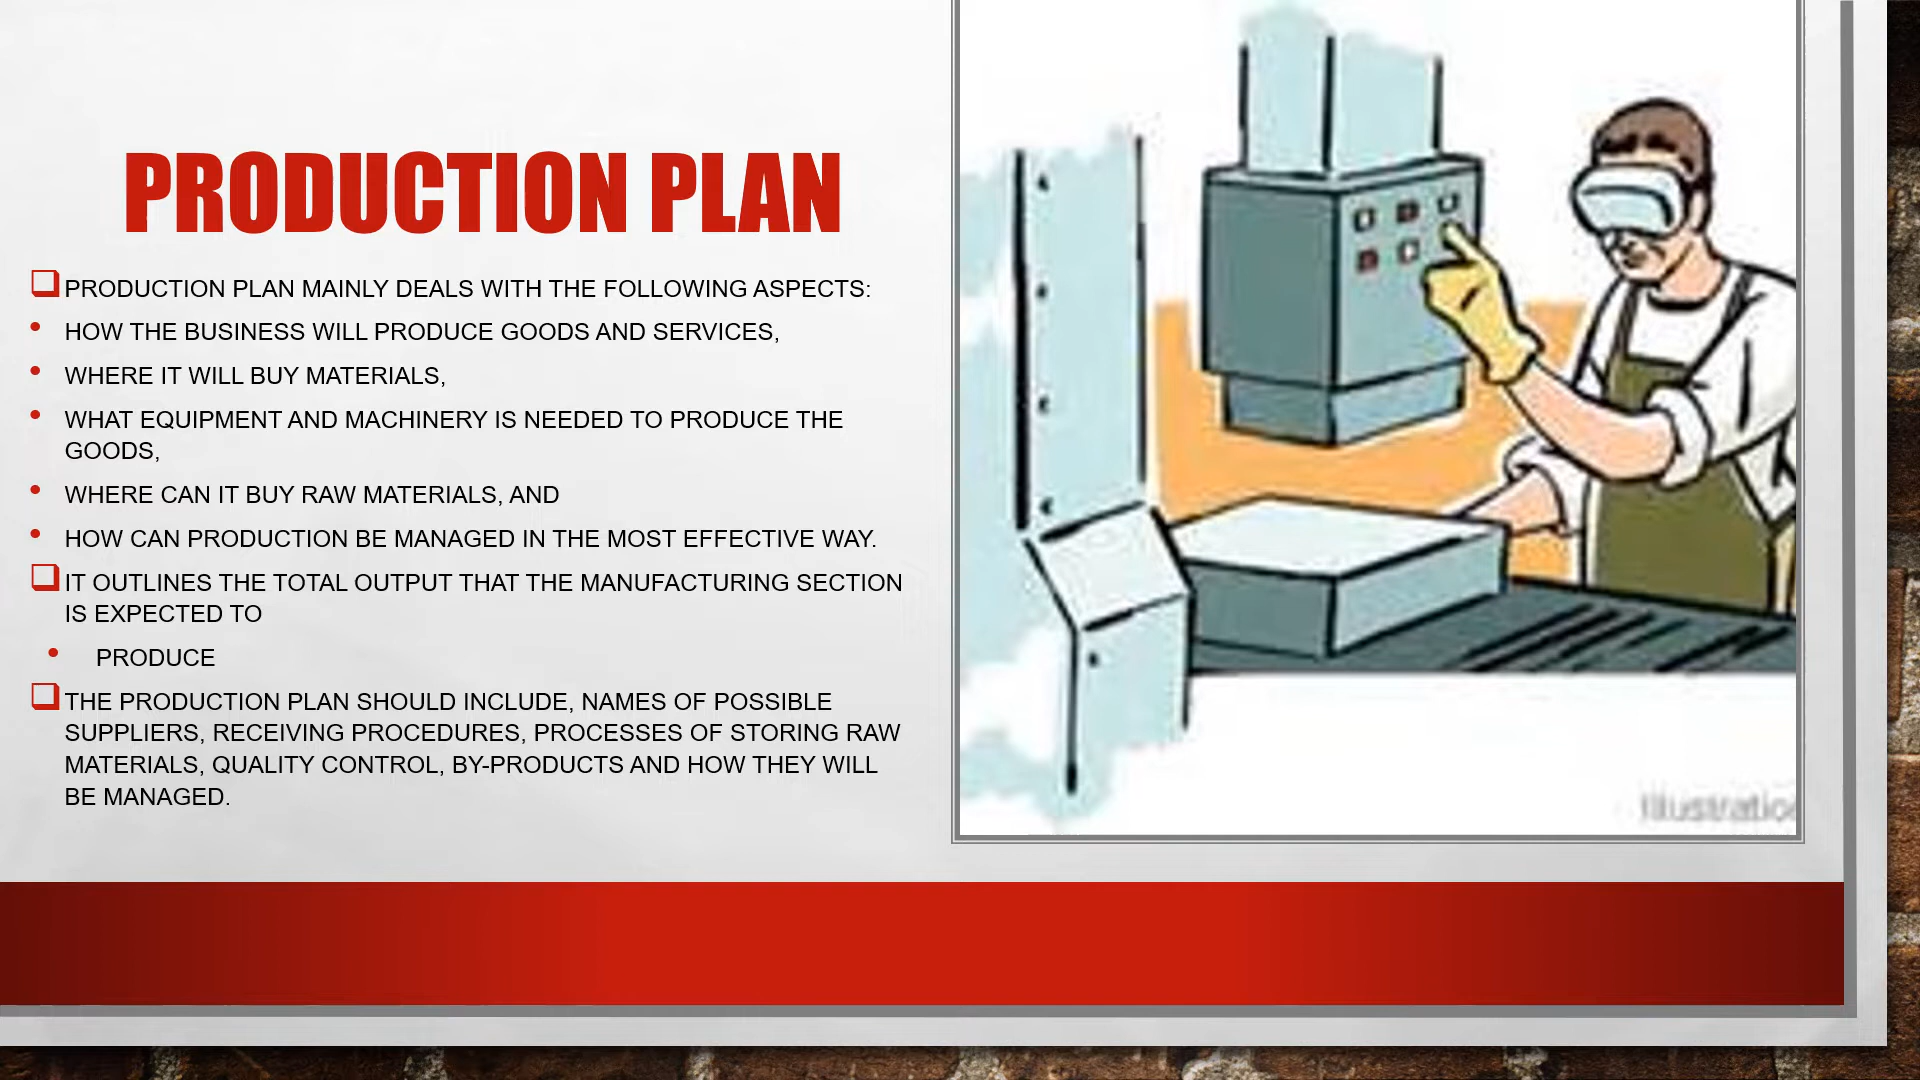 PRODUCTION PLAN
PRODUCTION PLAN MAINLY DEALS WITH THE FOLLOWING ASPECTS:
HOW THE BUSINESS WILL PRODUCE GOODS AND SERVICES,
WHERE IT WILL BUY MATERIALS,
WHAT EQUIPMENT AND MACHINERY IS NEEDED TO PRODUCE THE
GOODS,
WHERE CAN IT BUY RAW MATERIALS, AND
HOW CAN PRODUCTION BE MANAGED IN THE MOST EFFECTIVE WAY.
IT OUTLINES THE TOTAL OUTPUT THAT THE MANUFACTURING SECTION
IS EXPECTED TO
PRODUCE
THE PRODUCTION PLAN SHOULD INCLUDE, NAMES OF POSSIBLE
SUPPLIERS, RECEIVING PROCEDURES, PROCESSES OF STORING RAW
MATERIALS, QUALITY CONTROL, BY-PRODUCTS AND HOW THEY WILL
BE MANAGED.